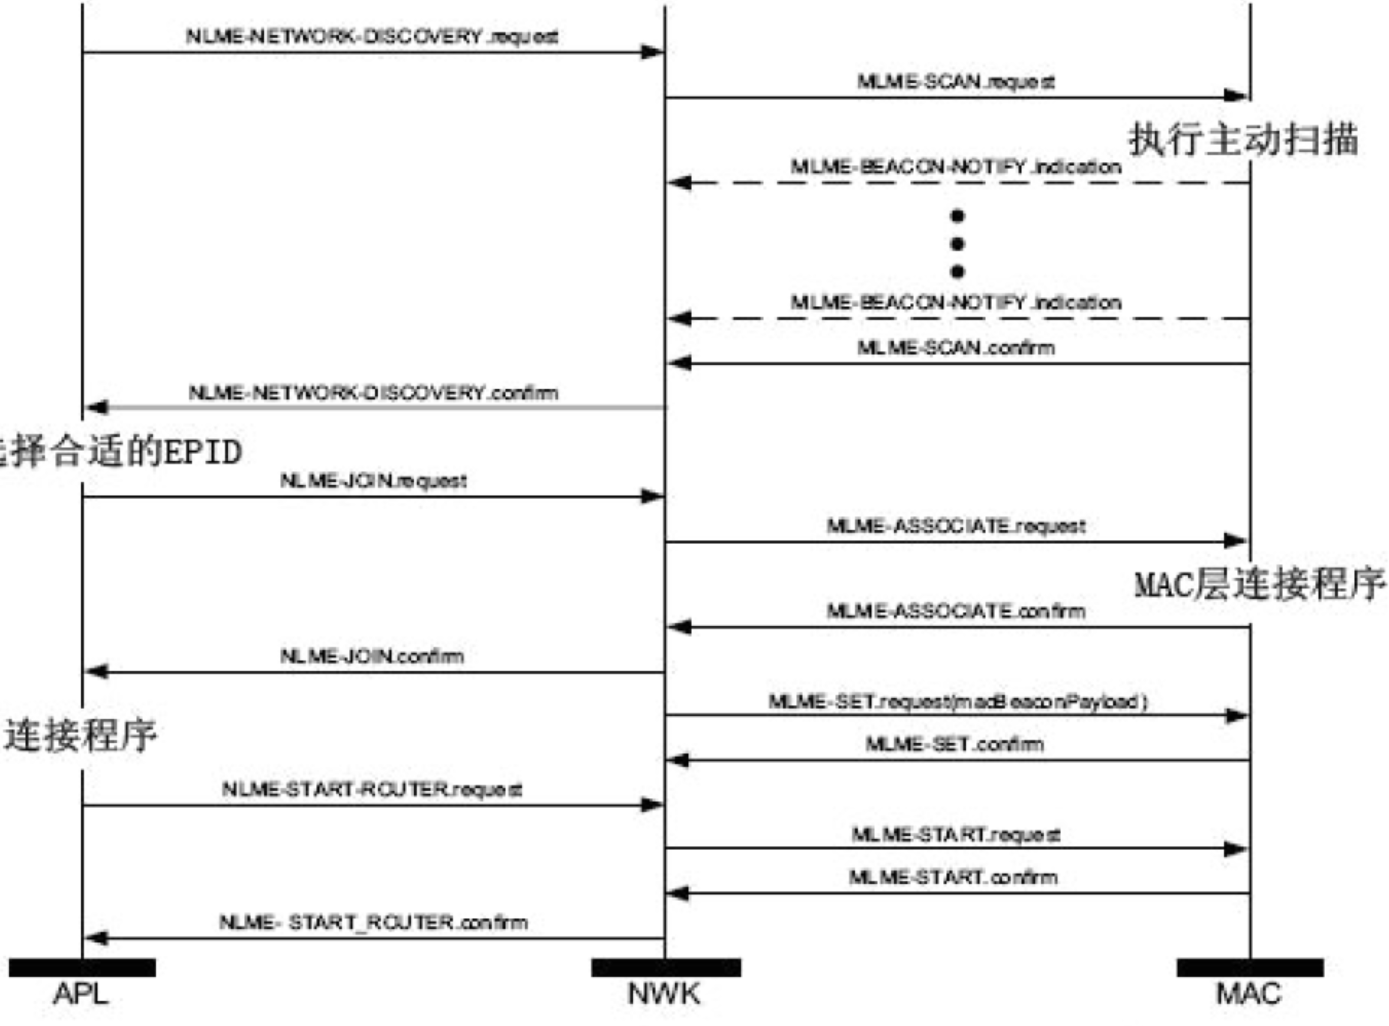 NLME-NETWORK-DISCOVERY.request
MLME-SCAN.request
执行主动扫描
MLME-BEACON-NOTIFY.indication
MLME-BEACON-NOTIFY.indication
MLME-SCAN.confirm
NLME-NETWORK-DISCOVERY.confirm
选择合适的EPID
NLME-JOIN.request
MLME-ASSOCIATE.request
MAC层连接程序
MLME-ASSOCIATE.confirm
NLME-JOIN.confirm
MLME-SET.request(macBeaconPayload)
连接程序
MLME-SET.confirm
NLME-START-ROUTER.request
MLME-START.request
MLME-START.confirm
NLME- START_ROUTER.confirm
APL
NWK
MAC